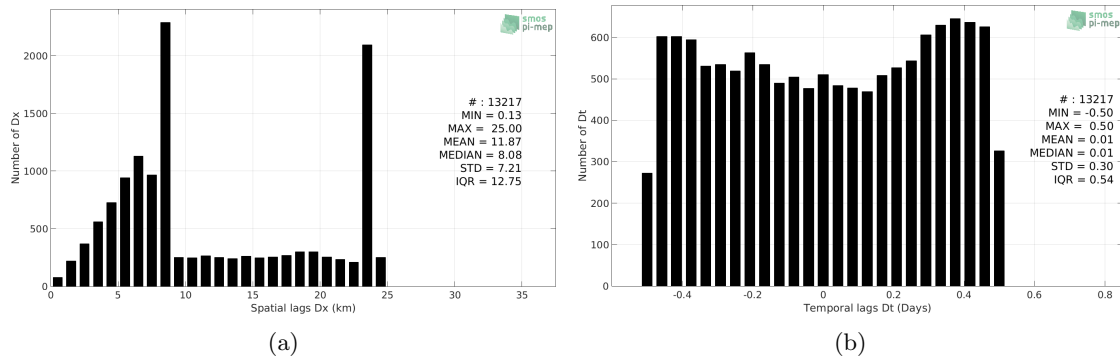 smos
pi-mep
2000
1500
1000
500
0
Number of Dx
# : 13217
MIN = 0.13
MAX = 25.00
MEAN = 11.87
MEDIAN = 8.08
STD = 7.21
IQR = 12.75
0 5 10 15 20 25 30 35
Spatial lags Dx (km)
(a)
smos
pi-mep
600
500
400
300
200
100
0
Number of Dt
# : 13217
MIN = -0.50
MAX = 0.50
MEAN = 0.01
MEDIAN = 0.01
STD = 0.30
IQR = 0.54
-0.4 -0.2 0 0.2 0.4 0.6 0.8
Temporal lags Dt (Days)
(b)